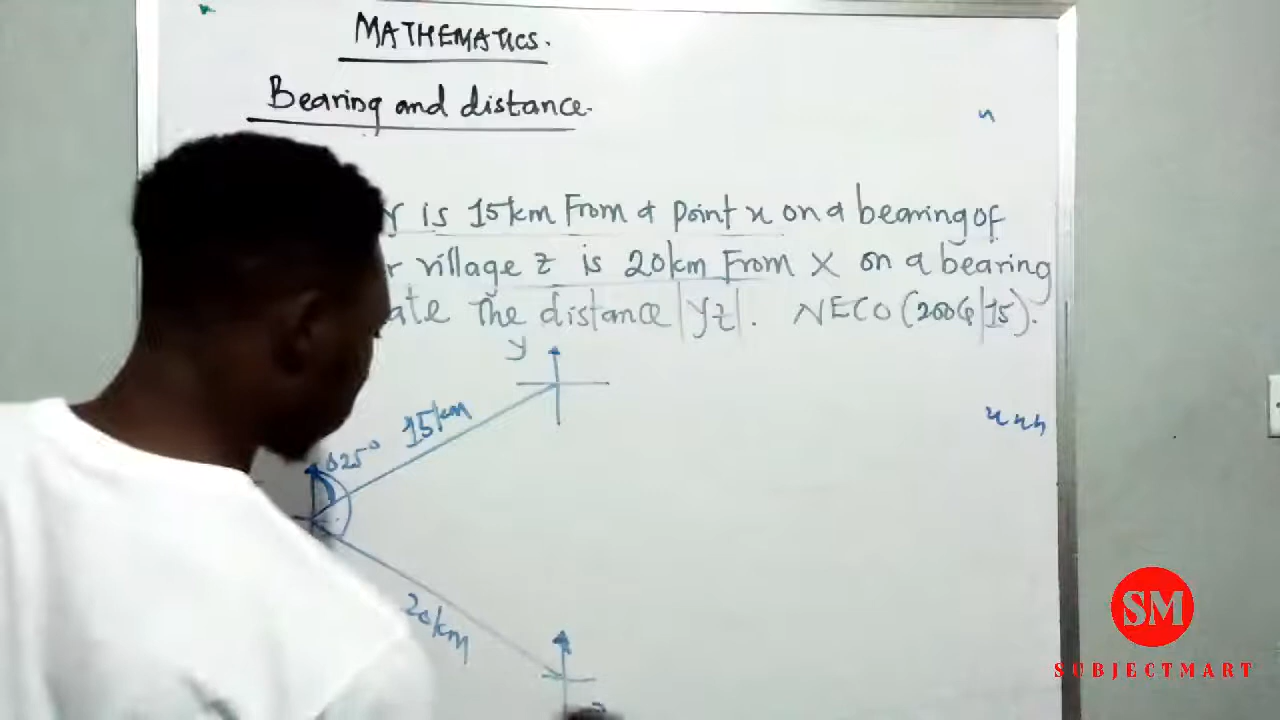 MATHEMATICS.
Bearing and distance.
Y is 15km From a point x on a bearing of
r village z is 20km From X on a bearing
ate The distance |yz|. NECO (2006|15).
y
15km
025°
20km
n
x x h
SM
SUBJECTMART